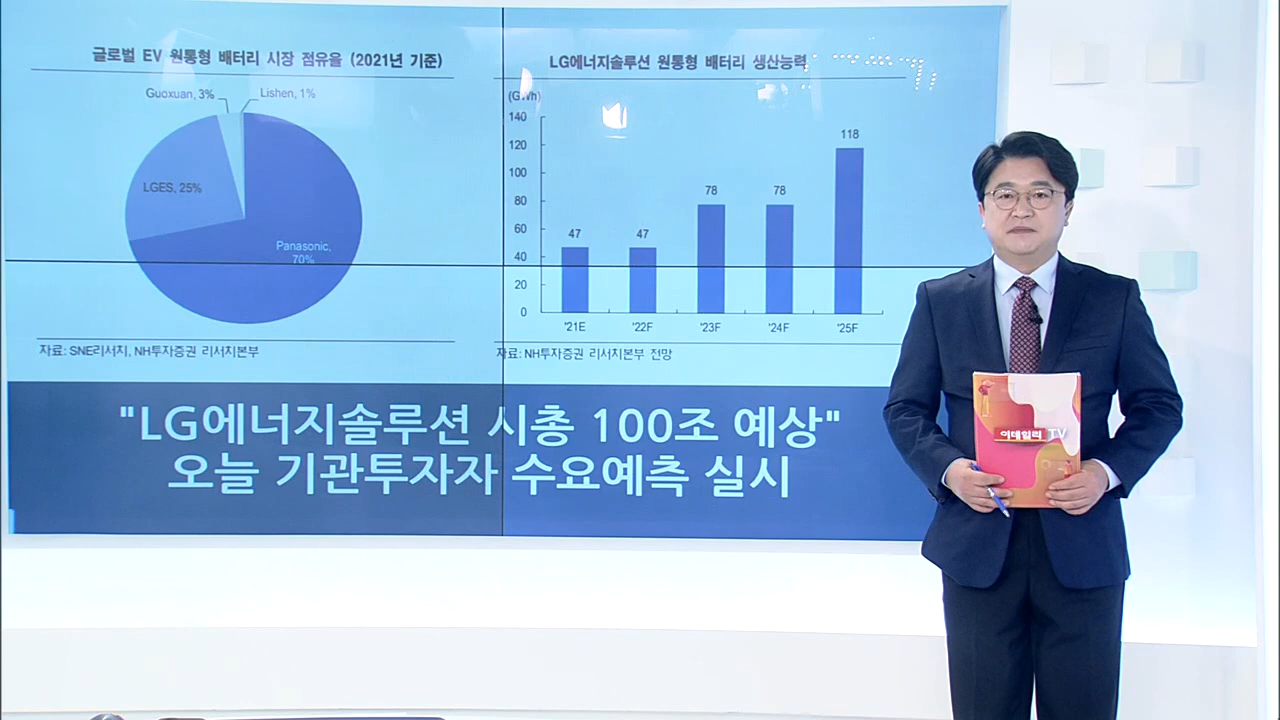 글로벌 EV 원통형 배터리 시장 점유율 (2021년 기준)
Guoxuan, 3%
Lishen, 1%
LGES, 25%
Panasonic,
70%
자료: SNE리서치, NH투자증권 리서치본부
LG에너지솔루션 원통형 배터리 생산능력
(GWh)
140
120
100
80
60
40
20
0
47
47
78
78
118
'21E
'22F
'23F
'24F
'25F
자료: NH투자증권 리서치본부 전망
"LG에너지솔루션 시총 100조 예상"
오늘 기관투자자 수요예측 실시
이데일리 TV